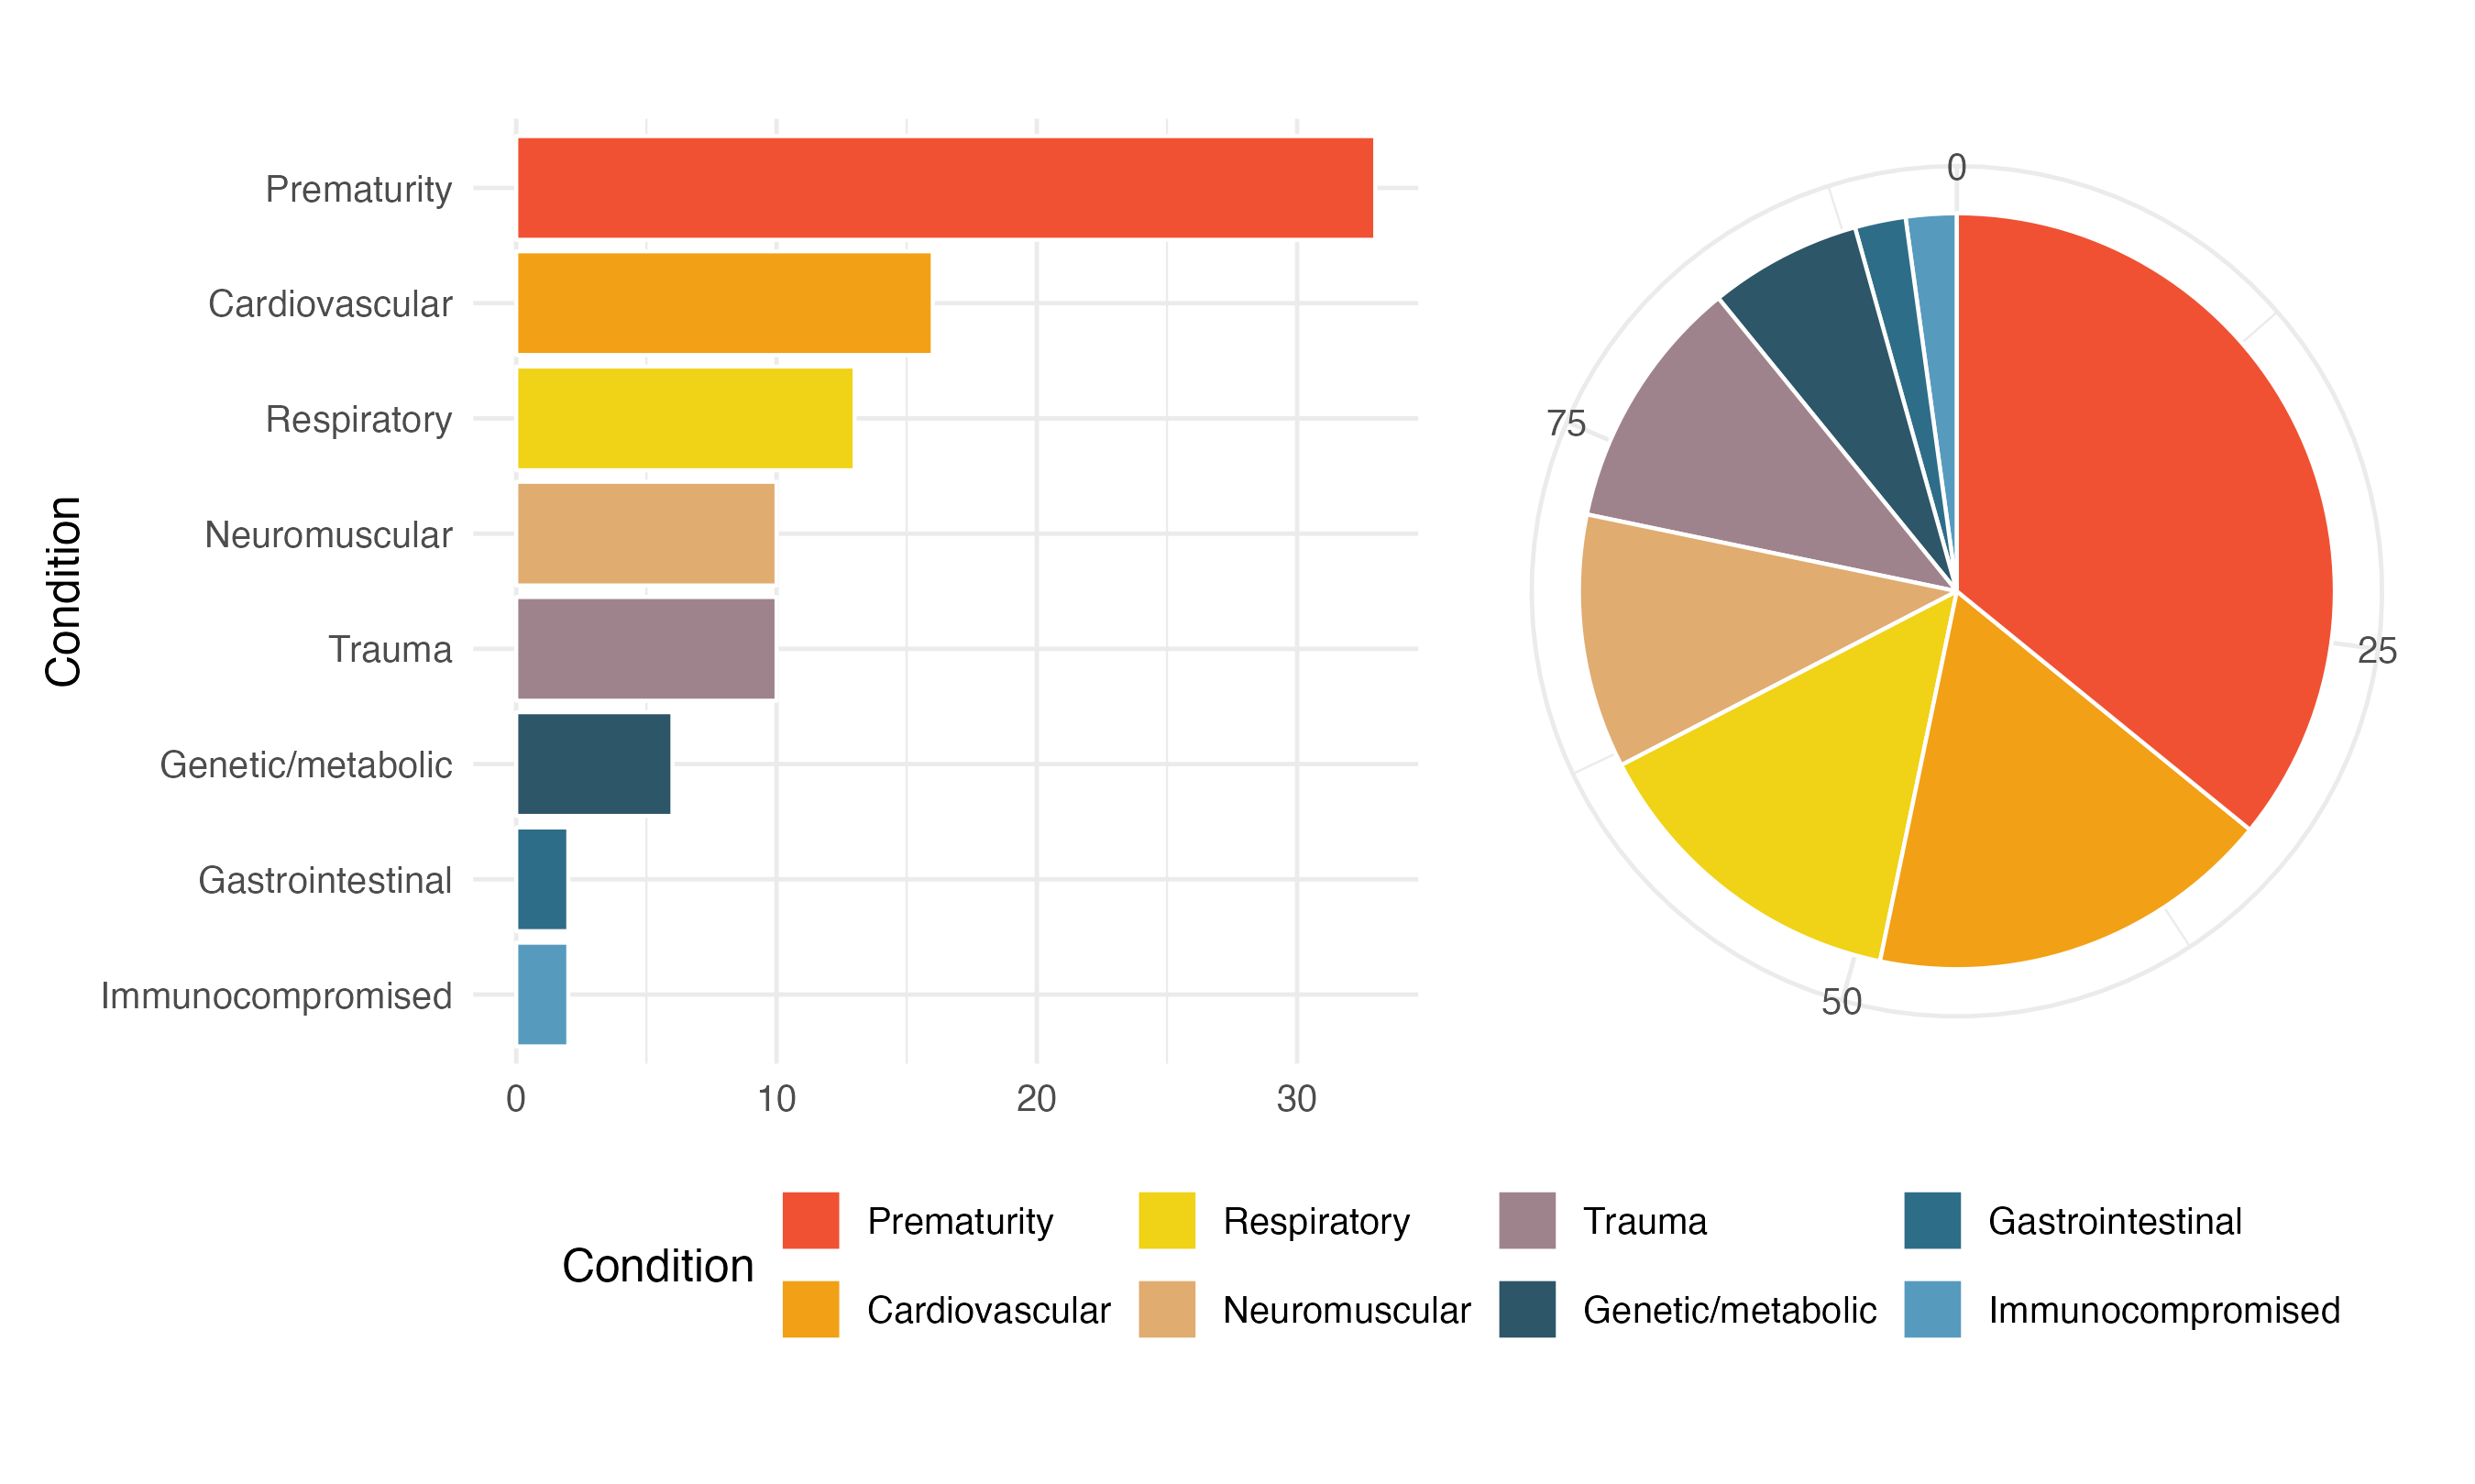 Condition
Prematurity
Cardiovascular
Respiratory
Neuromuscular
Trauma
Genetic/metabolic
Gastrointestinal
Immunocompromised
0 10 20 30
0
25
50
75
Condition
Prematurity Respiratory Trauma Gastrointestinal
Cardiovascular Neuromuscular Genetic/metabolic Immunocompromised